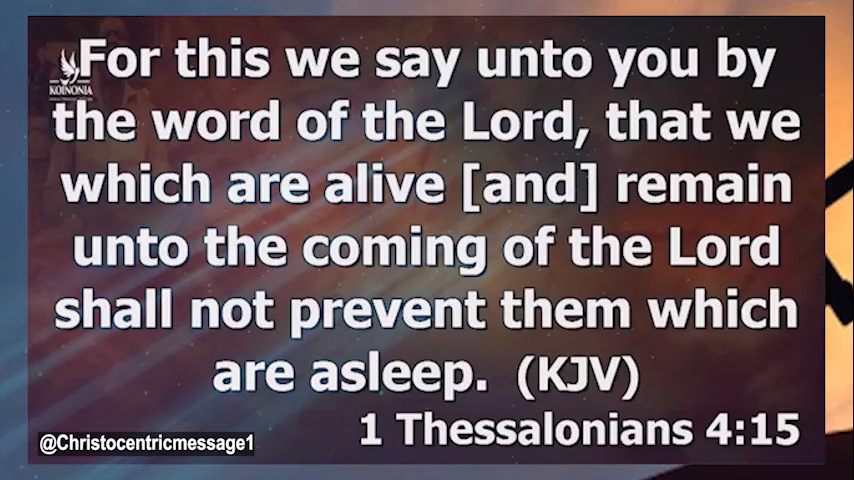 For this we say unto you by
the word of the Lord, that we
which are alive [and] remain
unto the coming of the Lord
shall not prevent them which
are asleep. (KJV)
1 Thessalonians 4:15
KOINONIA
@Christocentricmessage1